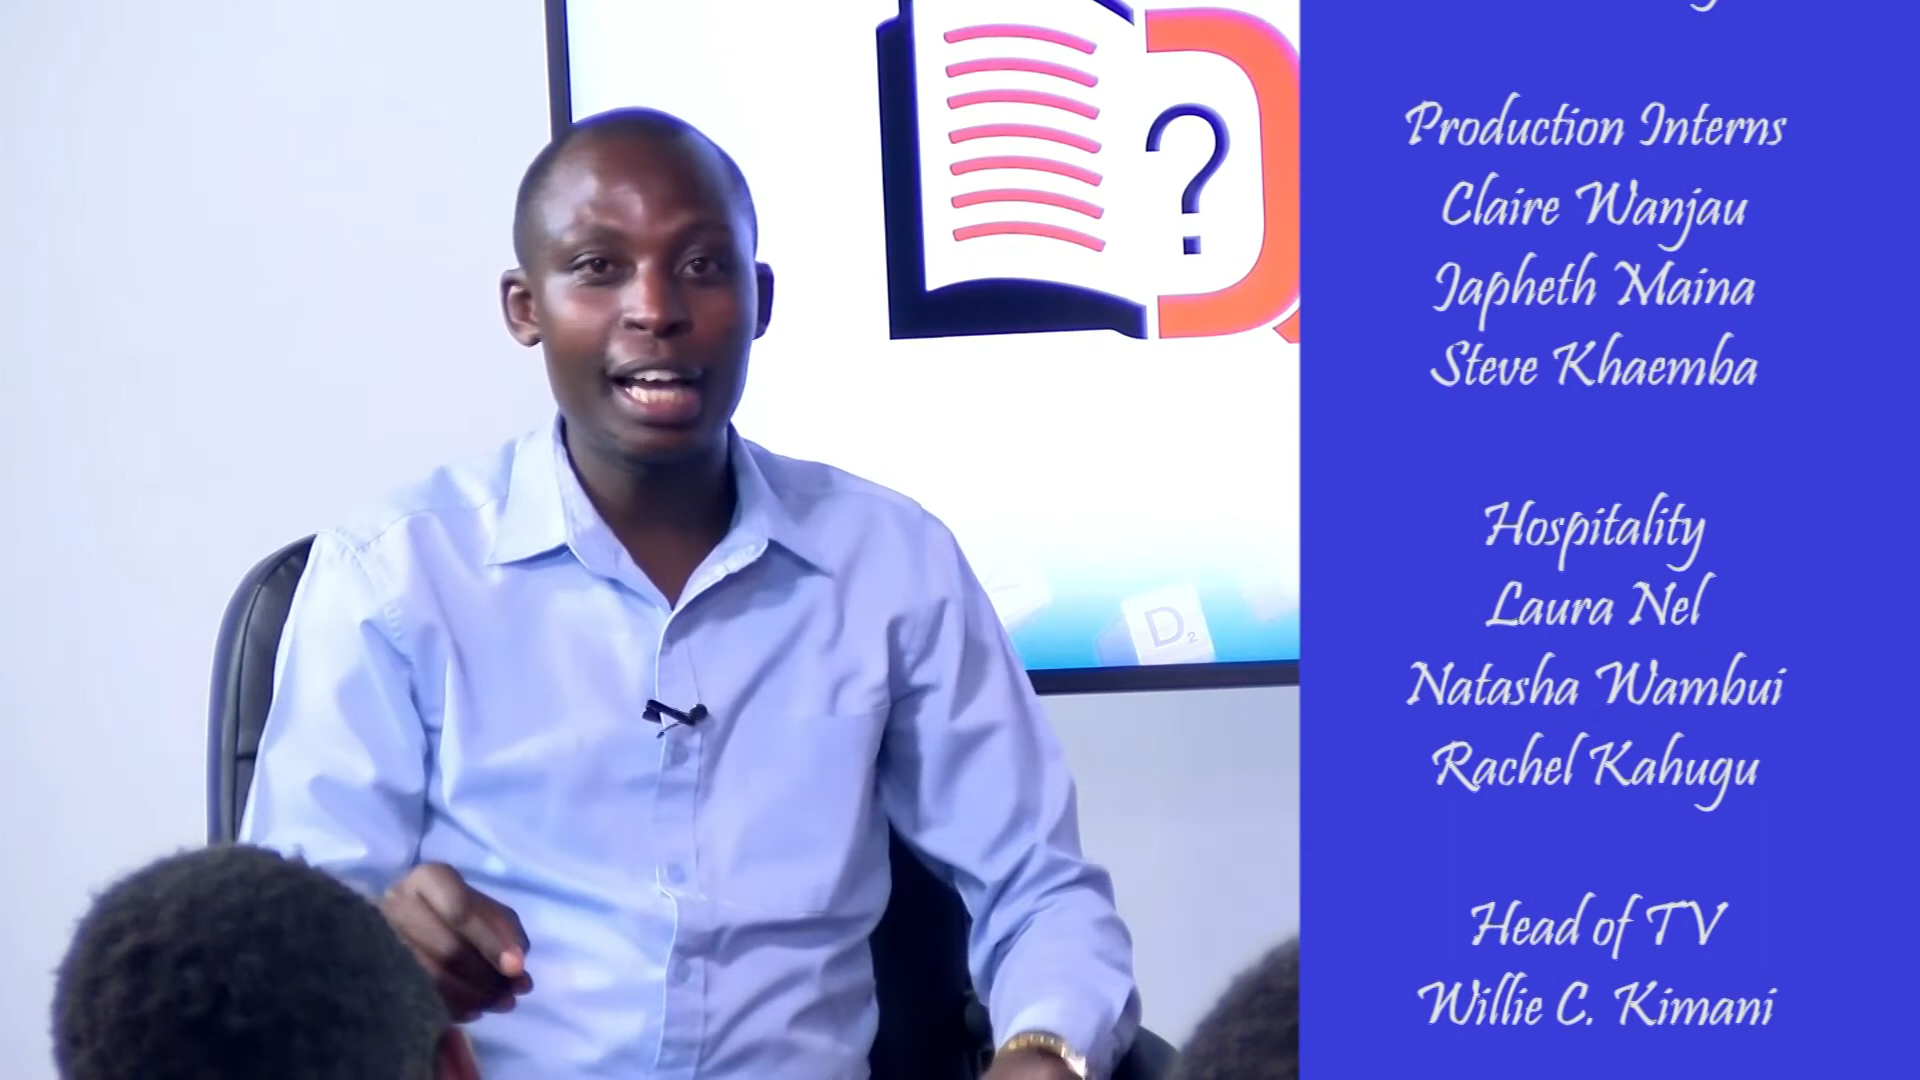 ?
D2
Production Interns
Claire Wanjau
Japheth Maina
Steve Khaemba
Hospitality
Laura Nel
Natasha Wambui
Rachel Kahugu
Head of TV
Willie C. Kimani